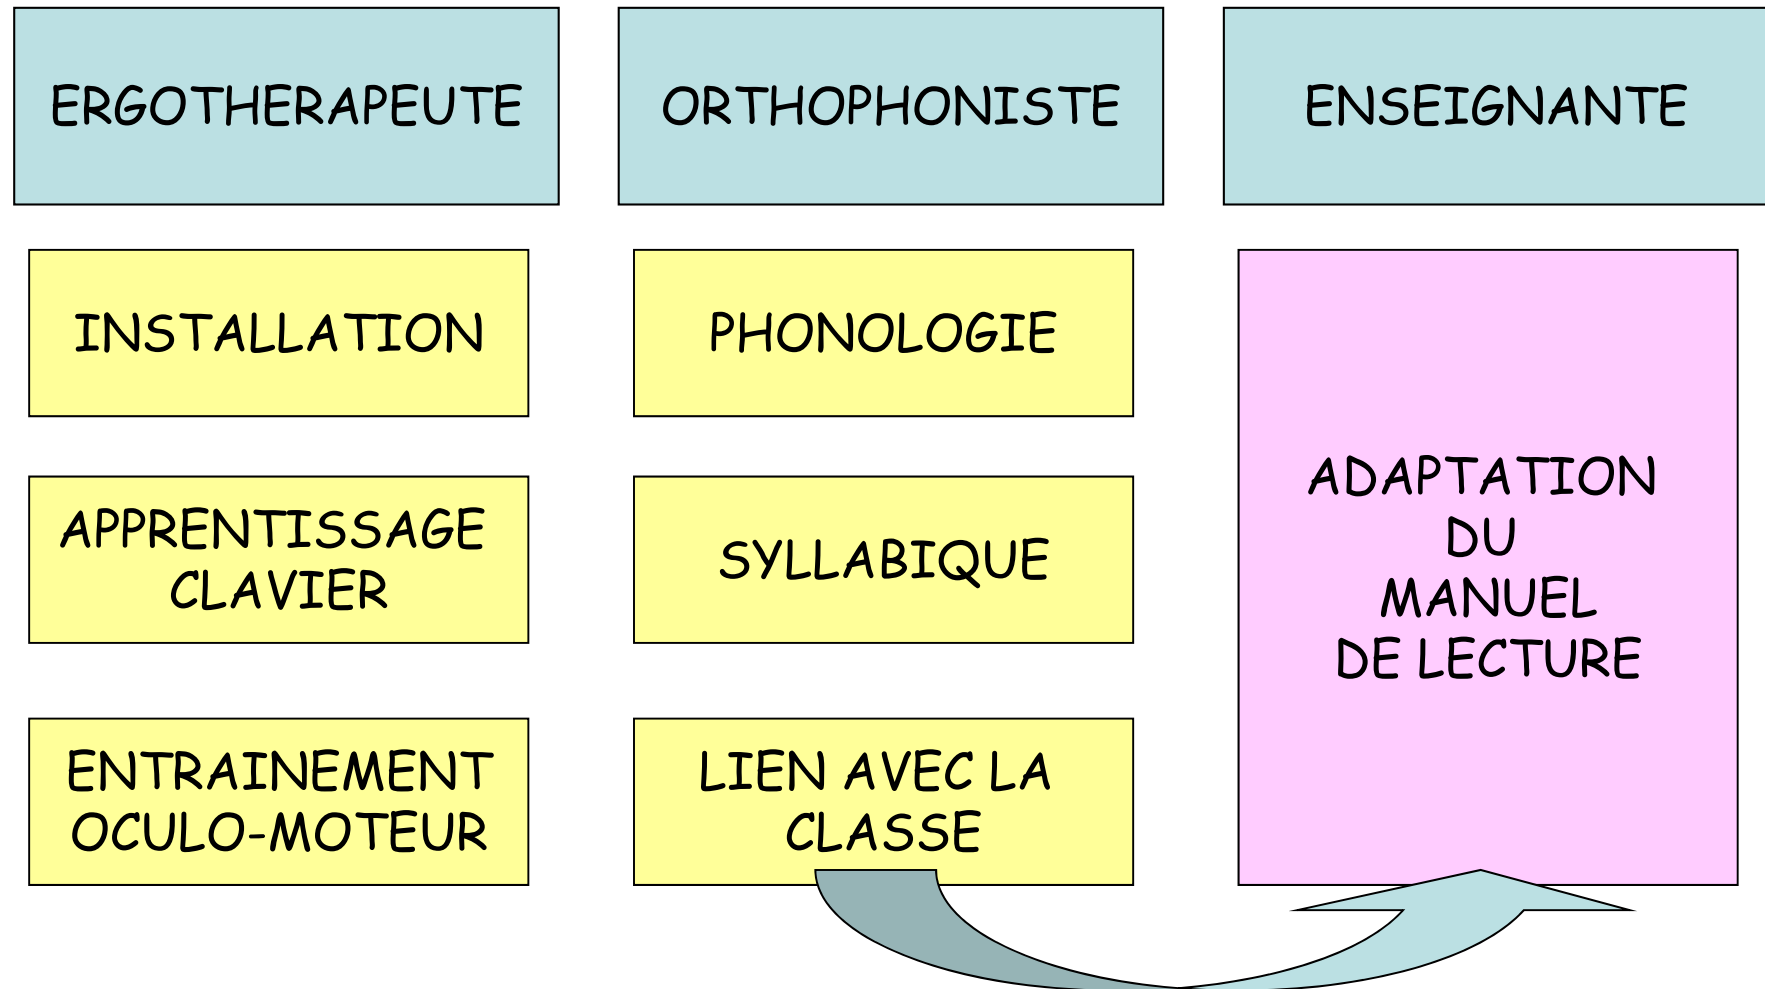 ERGOTHERAPEUTE
ORTHOPHONISTE
ENSEIGNANTE
INSTALLATION
APPRENTISSAGE
CLAVIER
ENTRAINEMENT
OCULO-MOTEUR
PHONOLOGIE
SYLLABIQUE
LIEN AVEC LA
CLASSE
ADAPTATION
DU
MANUEL
DE LECTURE